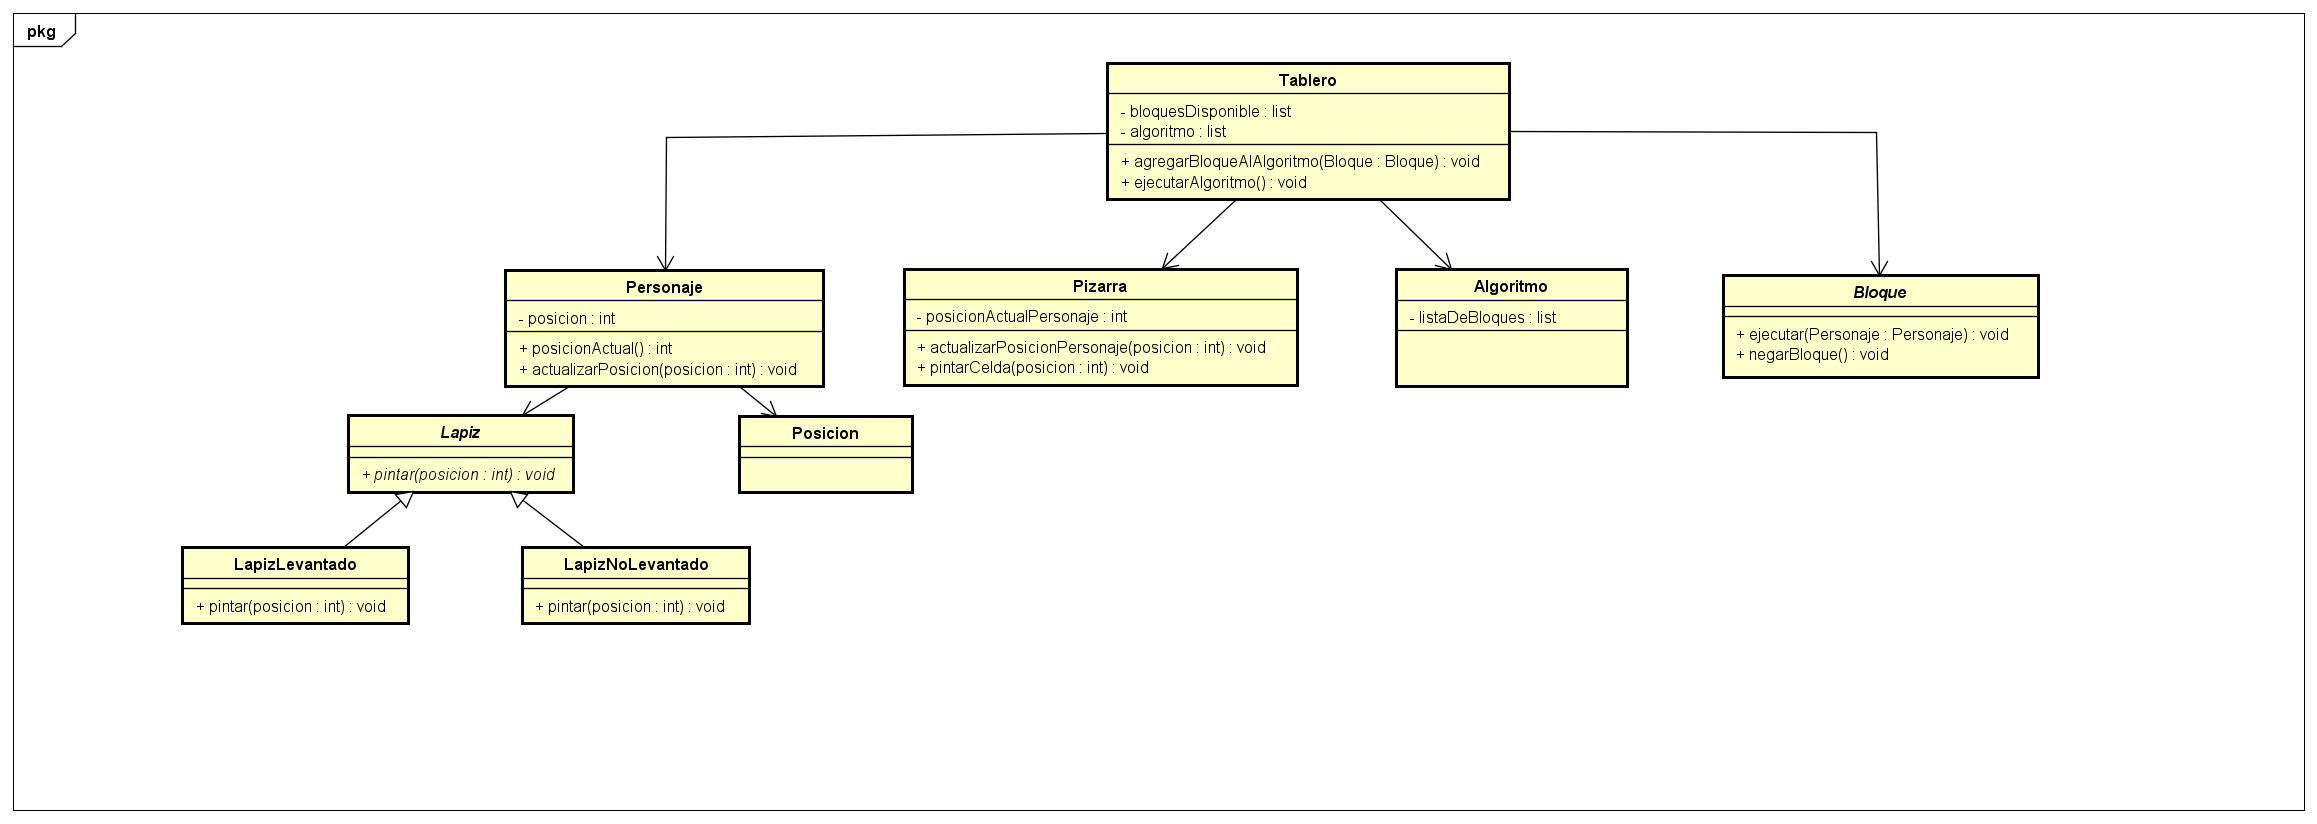 pkg
Tablero
- bloquesDisponible : list
- algoritmo : list
+ agregarBloqueAlAlgoritmo(Bloque : Bloque) : void
+ ejecutarAlgoritmo() : void
Personaje
- posicion : int
+ posicionActual() : int
+ actualizarPosicion(posicion : int) : void
Pizarra
- posicionActualPersonaje : int
+ actualizarPosicionPersonaje(posicion : int) : void
+ pintarCelda(posicion : int) : void
Algoritmo
- listaDeBloques : list
Bloque
+ ejecutar(Personaje : Personaje) : void
+ negarBloque() : void
Lapiz
+ pintar(posicion : int) : void
Posicion
LapizLevantado
+ pintar(posicion : int) : void
LapizNoLevantado
+ pintar(posicion : int) : void